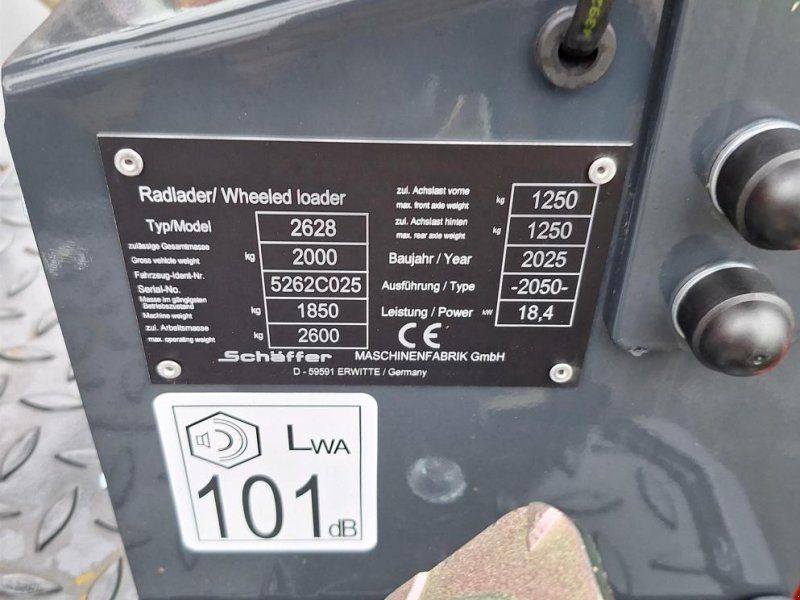 4392
Radlader/ Wheeled loader
Typ/Model 2628
zulässige Gesamtmasse
Gross vehicle weight kg 2000
Fahrzeug-Ident-Nr.
Serial-No. 5262C025
Masse im gängigsten
Betriebszustand
Machine weight kg 1850
zul. Arbeitsmasse
max. operating weight kg 2600
zul. Achslast vorne
max. front axle weight kg 1250
zul. Achslast hinten
max. rear axle weight kg 1250
Baujahr / Year 2025
Ausführung / Type -2050-
Leistung / Power kW 18,4
CE
Schäffer MASCHINENFABRIK GmbH
D - 59591 ERWITTE / Germany
LWA
101 dB